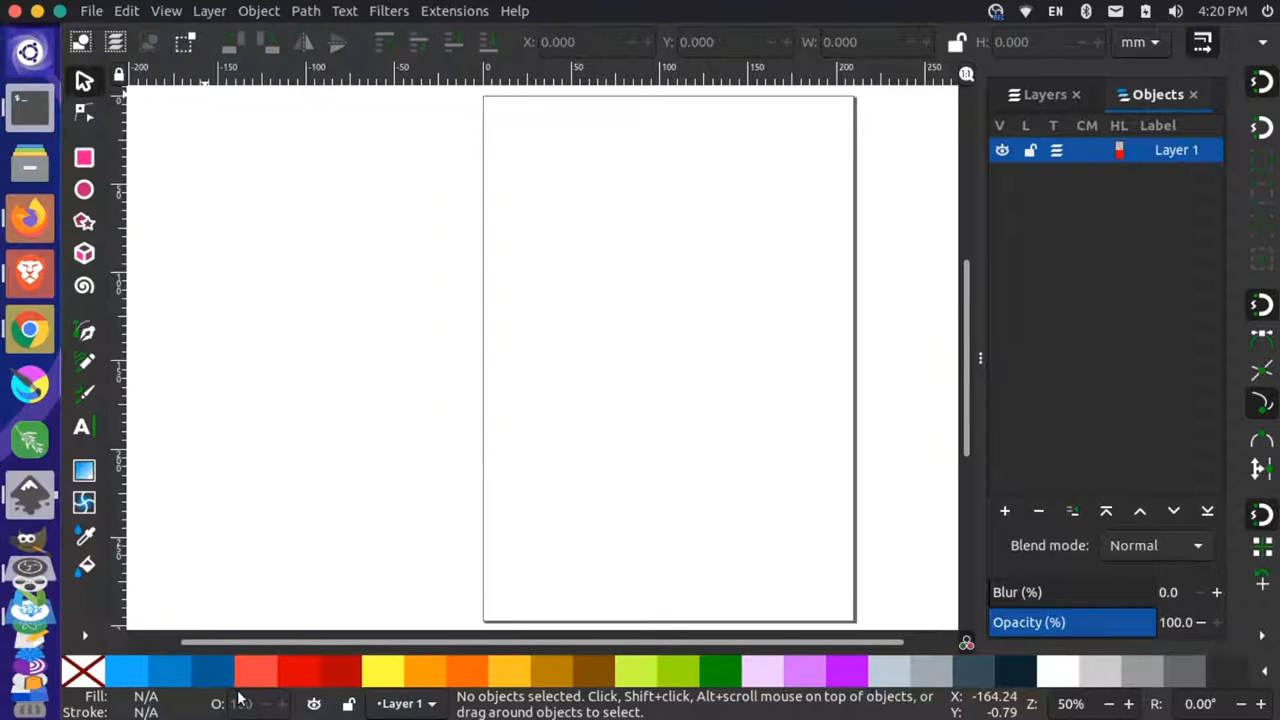 File Edit View Layer Object Path Text Filters Extensions Help EN 4:20 PM
X: 0.000 Y: 0.000 W: 0.000 H: 0.000 mm
-200 -150 -100 -50 0 50 100 150 200 250 1:1
Layers Objects
V L T CM HL Label
Layer 1
Blend mode: Normal
Blur (%) 0.0
Opacity (%) 100.0
Fill: N/A
Stroke: N/A
O:
•Layer 1
No objects selected. Click, Shift+click, Alt+scroll mouse on top of objects, or
drag around objects to select.
X: -164.24
Y: -0.79
Z: 50%
R: 0.00°